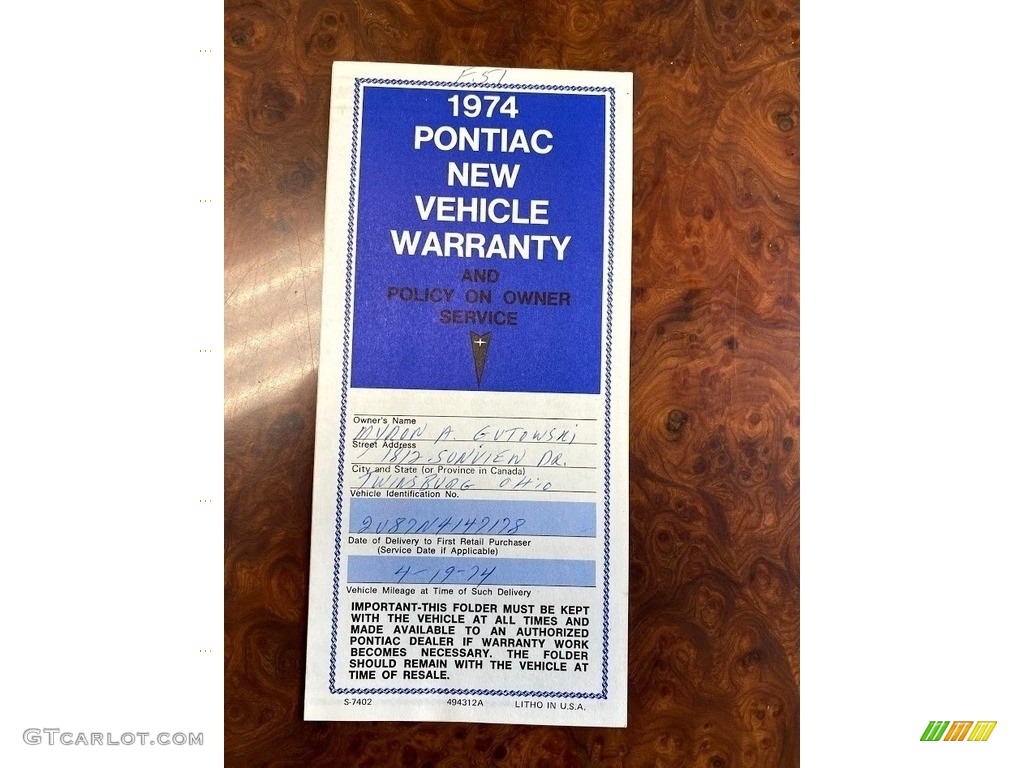 F.51
1974
PONTIAC
NEW
VEHICLE
WARRANTY
AND
POLICY ON OWNER
SERVICE
Owner's Name
MYRON A. GUTOWSKI
Street Address
1812 SUNVIEW DR.
City and State (or Province in Canada)
TWINSBURG OHIO
Vehicle Identification No.
2V87N4147178
Date of Delivery to First Retail Purchaser
(Service Date if Applicable)
4-19-74
Vehicle Mileage at Time of Such Delivery
IMPORTANT-THIS FOLDER MUST BE KEPT
WITH THE VEHICLE AT ALL TIMES AND
MADE AVAILABLE TO AN AUTHORIZED
PONTIAC DEALER IF WARRANTY WORK
BECOMES NECESSARY. THE FOLDER
SHOULD REMAIN WITH THE VEHICLE AT
TIME OF RESALE.
S-7402 494312A LITHO IN U.S.A.
GTCARLOT.COM